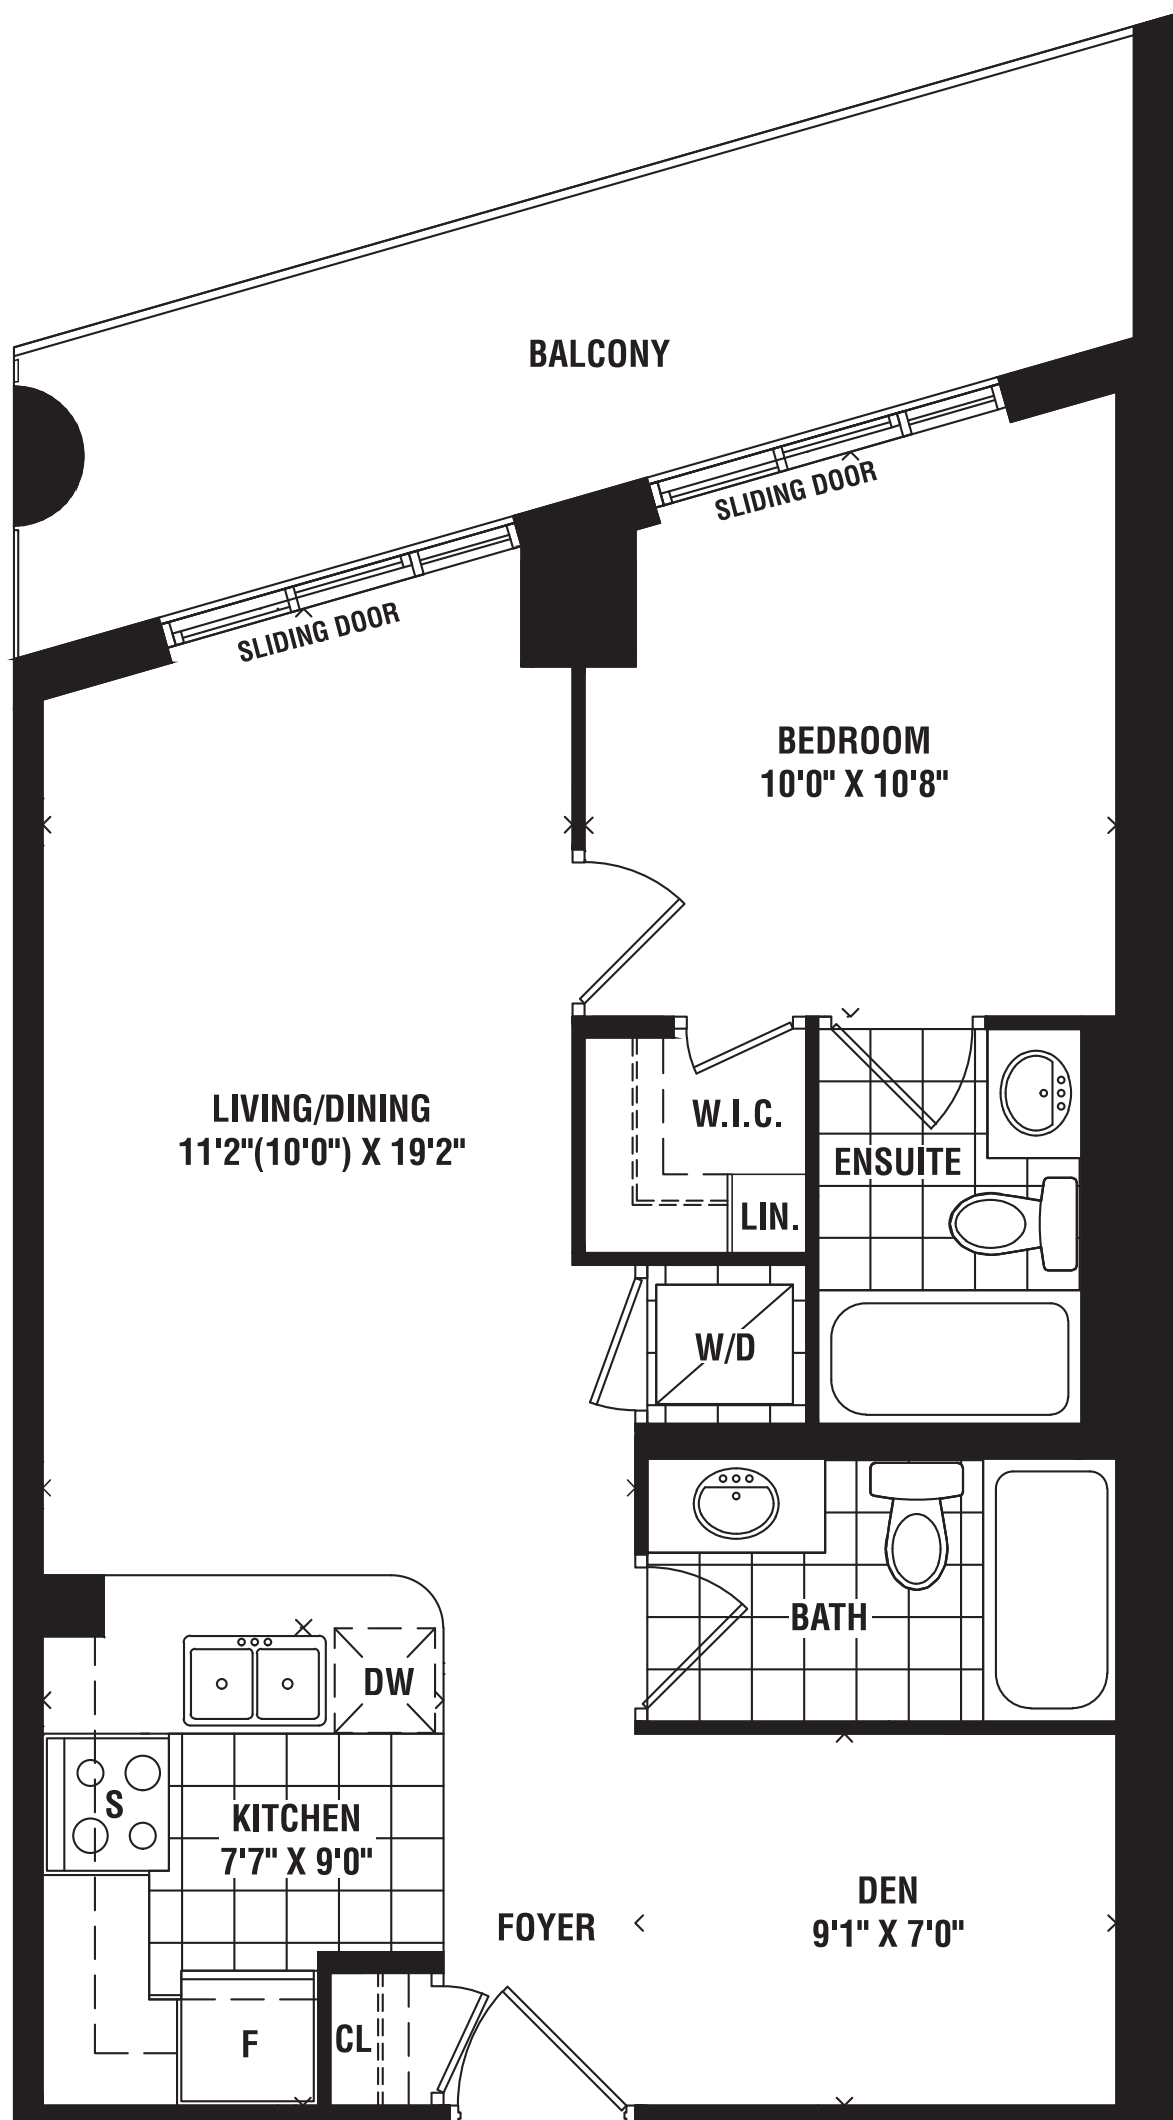 BALCONY
SLIDING DOOR
SLIDING DOOR
BEDROOM
10'0" X 10'8"
LIVING/DINING
11'2"(10'0") X 19'2"
W.I.C.
ENSUITE
LIN.
W/D
BATH
DW
S
KITCHEN
7'7" X 9'0"
DEN
9'1" X 7'0"
FOYER
F
CL